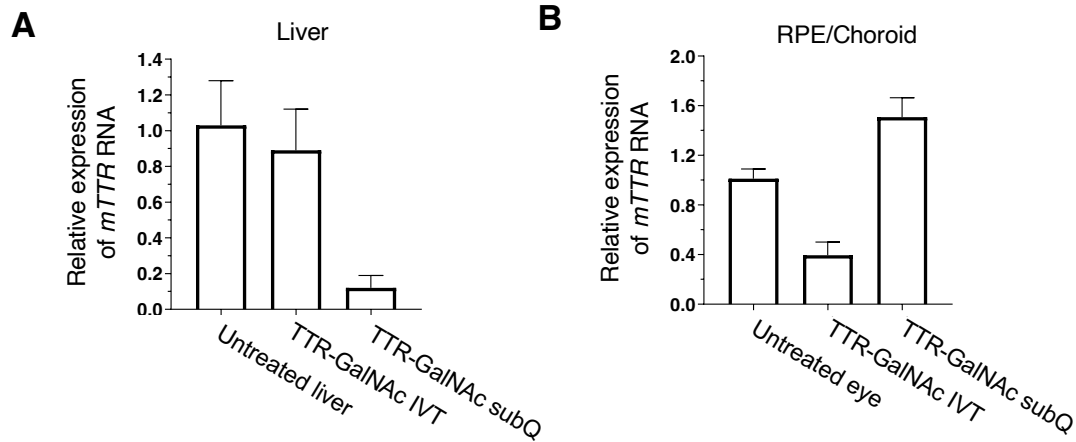 A
Liver
Relative expression
of mTTR RNA
1.4
1.2
1.0
0.8
0.6
0.4
0.2
0.0
Untreated liver
TTR-GalNAc IVT
TTR-GalNAc subQ
B
RPE/Choroid
Relative expression
of mTTR RNA
2.0
1.6
1.2
0.8
0.4
0.0
Untreated eye
TTR-GalNAc IVT
TTR-GalNAc subQ